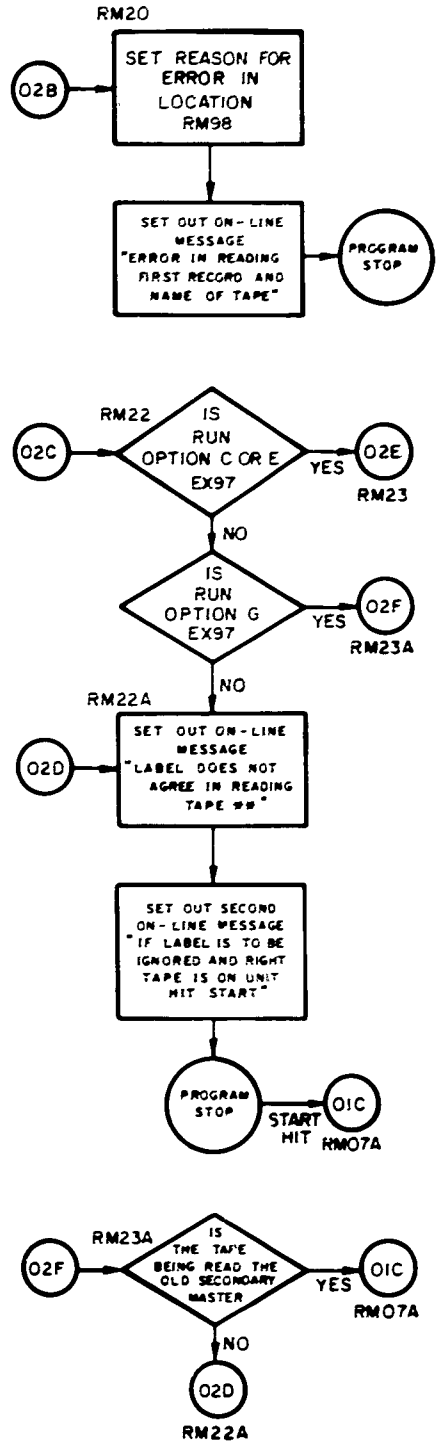 RM20
SET REASON FOR
ERROR IN
LOCATION
RM98
02B
SET OUT ON-LINE
MESSAGE
"ERROR IN READING
FIRST RECORD AND
NAME OF TAPE"
PROGRAM
STOP
RM22
IS
RUN
OPTION C OR E
EX97
02C
YES
02E
RM23
NO
IS
RUN
OPTION G
EX97
YES
02F
RM23A
NO
RM22A
SET OUT ON-LINE
MESSAGE
"LABEL DOES NOT
AGREE IN READING
TAPE **"
02D
SET OUT SECOND
ON-LINE MESSAGE
"IF LABEL IS TO BE
IGNORED AND RIGHT
TAPE IS ON UNIT
HIT START"
PROGRAM
STOP
START
HIT
01C
RM07A
RM23A
IS
THE TAPE
BEING READ THE
OLD SECONDARY
MASTER
02F
YES
01C
RM07A
NO
02D
RM22A